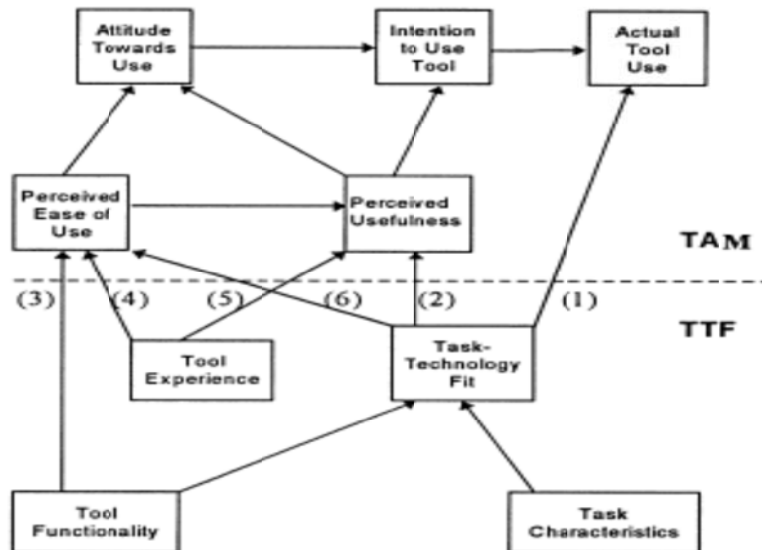 Attitude
Towards
Use
Intention
to Use
Tool
Actual
Tool
Use
Perceived
Ease of
Use
Perceived
Usefulness
TAM
(3)
(4)
(5)
(6)
(2)
(1)
TTF
Tool
Experience
Task-
Technology
Fit
Tool
Functionality
Task
Characteristics